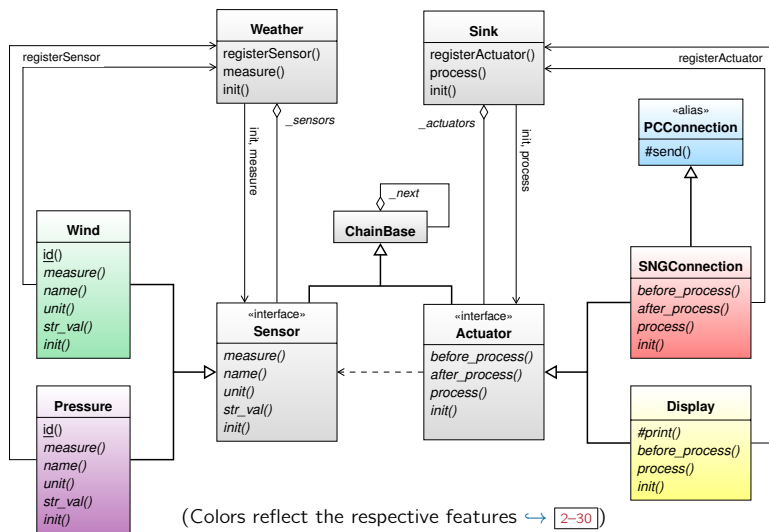 Weather
registerSensor()
measure()
init()
Sink
registerActuator()
process()
init()
registerSensor
registerActuator
_sensors
_actuators
init, measure
init, process
«alias»
PCConnection
#send()
_next
ChainBase
Wind
id()
measure()
name()
unit()
str_val()
init()
SNGConnection
before_process()
after_process()
process()
init()
«interface»
Sensor
measure()
name()
unit()
str_val()
init()
«interface»
Actuator
before_process()
after_process()
process()
init()
Pressure
id()
measure()
name()
unit()
str_val()
init()
Display
#print()
before_process()
process()
init()
(Colors reflect the respective features ↪ 2–30)